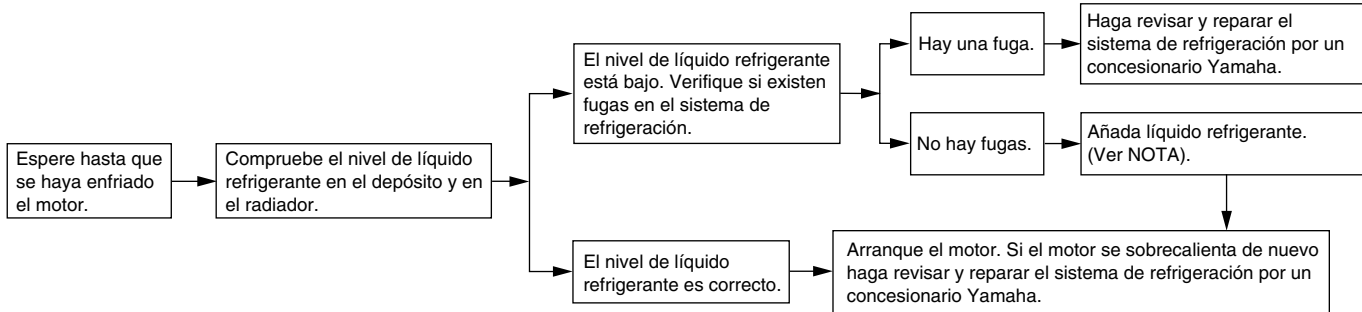 Espere hasta que
se haya enfriado
el motor.
Compruebe el nivel de líquido
refrigerante en el depósito y en
el radiador.
El nivel de líquido refrigerante
está bajo. Verifique si existen
fugas en el sistema de
refrigeración.
Hay una fuga.
Haga revisar y reparar el
sistema de refrigeración por un
concesionario Yamaha.
No hay fugas.
Añada líquido refrigerante.
(Ver NOTA).
El nivel de líquido
refrigerante es correcto.
Arranque el motor. Si el motor se sobrecalienta de nuevo
haga revisar y reparar el sistema de refrigeración por un
concesionario Yamaha.